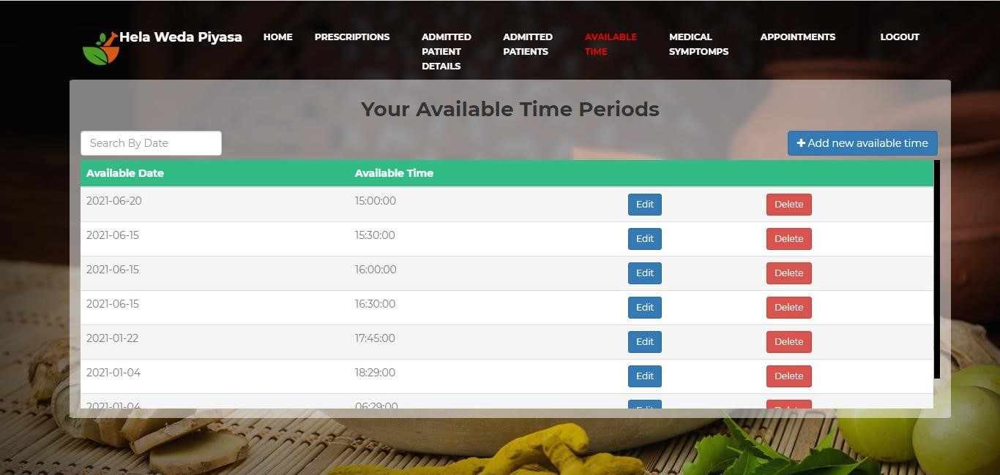 Hela Weda Piyasa
HOME
PRESCRIPTIONS
ADMITTED
PATIENT
DETAILS
ADMITTED
PATIENTS
AVAILABLE
TIME
MEDICAL
SYMPTOMPS
APPOINTMENTS
LOGOUT
Your Available Time Periods
Search By Date
Add new available time
Available Date Available Time
2021-06-20 15:00:00 Edit Delete
2021-06-15 15:30:00 Edit Delete
2021-06-15 16:00:00 Edit Delete
2021-06-15 16:30:00 Edit Delete
2021-01-22 17:45:00 Edit Delete
2021-01-04 18:29:00 Edit Delete
2021-01-04 06:29:00 Edit Delete